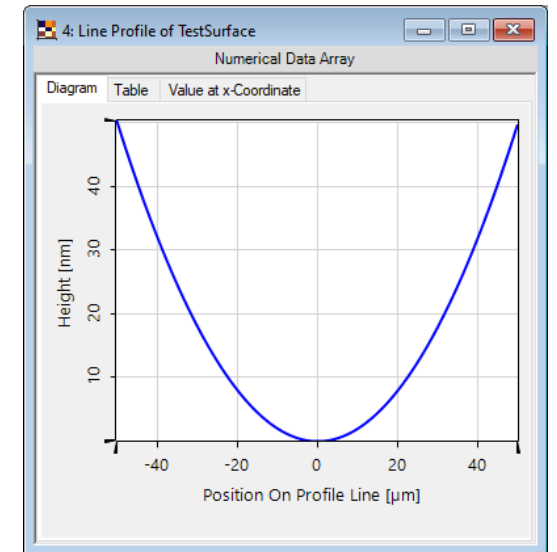 4: Line Profile of TestSurface
Numerical Data Array
Diagram Table Value at x-Coordinate
Height [nm]
40
30
20
10
-40 -20 0 20 40
Position On Profile Line [µm]